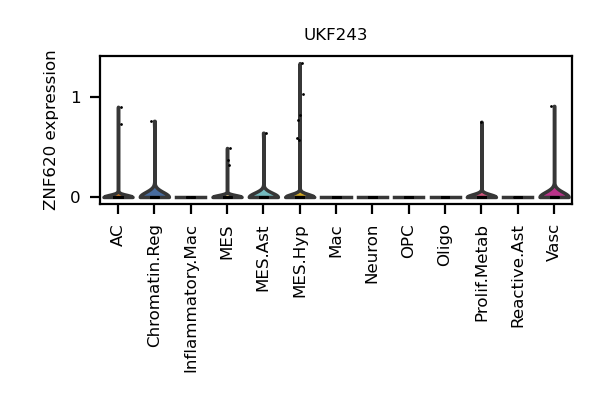 UKF243
ZNF620 expression
1
0
AC
Chromatin.Reg
Inflammatory.Mac
MES
MES.Ast
MES.Hyp
Mac
Neuron
OPC
Oligo
Prolif.Metab
Reactive.Ast
Vasc